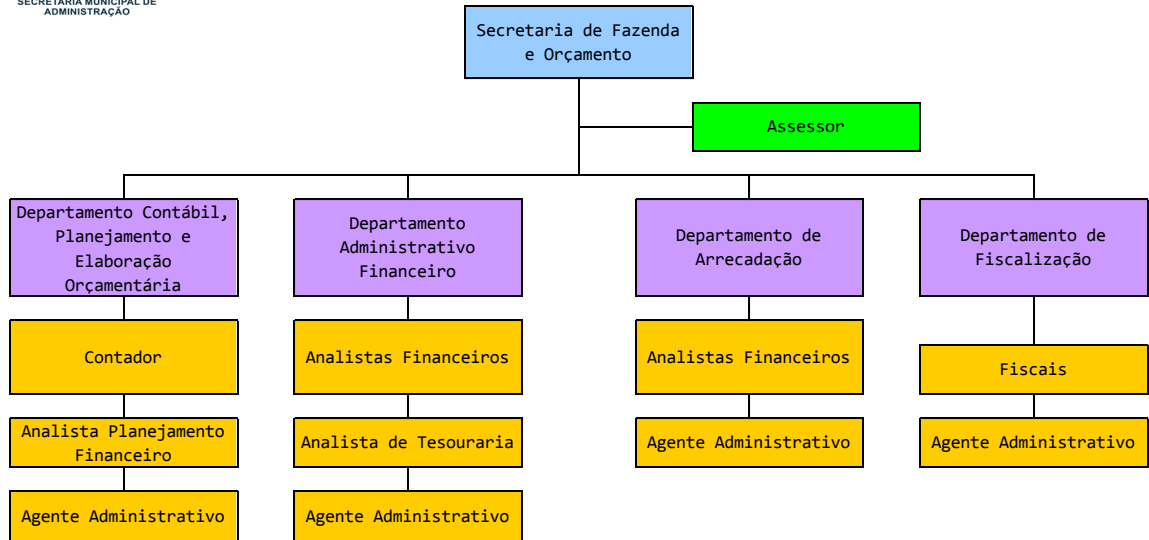 SECRETARIA MUNICIPAL DE
ADMINISTRAÇÃO
Secretaria de Fazenda
e Orçamento
Assessor
Departamento Contábil,
Planejamento e
Elaboração
Orçamentária
Departamento
Administrativo
Financeiro
Departamento de
Arrecadação
Departamento de
Fiscalização
Contador
Analistas Financeiros
Analistas Financeiros
Fiscais
Analista Planejamento
Financeiro
Analista de Tesouraria
Agente Administrativo
Agente Administrativo
Agente Administrativo
Agente Administrativo